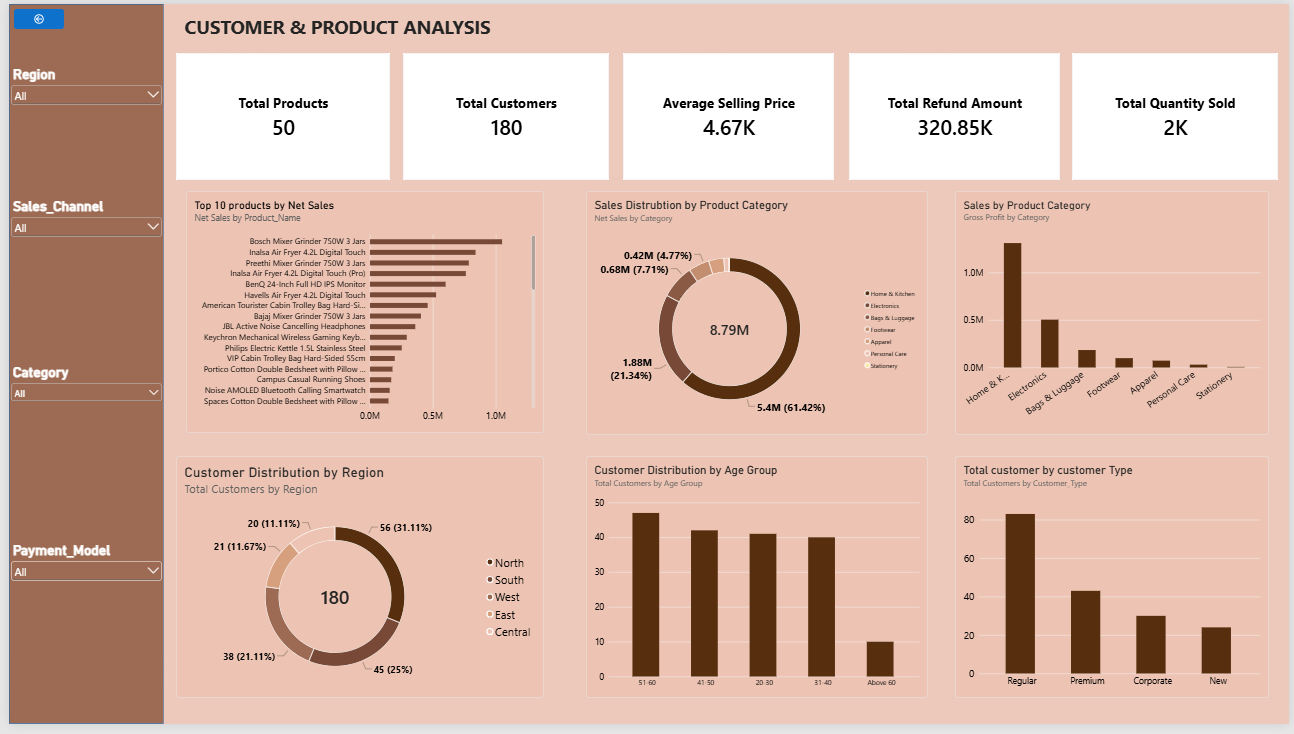 CUSTOMER & PRODUCT ANALYSIS
Region
All
Sales_Channel
All
Category
All
Payment_Model
All
Total Products
50
Total Customers
180
Average Selling Price
4.67K
Total Refund Amount
320.85K
Total Quantity Sold
2K
Top 10 products by Net Sales
Net Sales by Product_Name
Bosch Mixer Grinder 750W 3 Jars
Inalsa Air Fryer 4.2L Digital Touch
Preethi Mixer Grinder 750W 3 Jars
Inalsa Air Fryer 4.2L Digital Touch (Pro)
BenQ 24-Inch Full HD IPS Monitor
Havells Air Fryer 4.2L Digital Touch
American Tourister Cabin Trolley Bag Hard-Si...
Bajaj Mixer Grinder 750W 3 Jars
JBL Active Noise Cancelling Headphones
Keychron Mechanical Wireless Gaming Keyb...
Philips Electric Kettle 1.5L Stainless Steel
VIP Cabin Trolley Bag Hard-Sided 55cm
Portico Cotton Double Bedsheet with Pillow ...
Campus Casual Running Shoes
Noise AMOLED Bluetooth Calling Smartwatch
Spaces Cotton Double Bedsheet with Pillow ...
0.0M 0.5M 1.0M
Sales Distrubtion by Product Category
Net Sales by Category
0.42M (4.77%)
0.68M (7.71%)
8.79M
1.88M
(21.34%)
5.4M (61.42%)
Home & Kitchen
Electronics
Bags & Luggage
Footwear
Apparel
Personal Care
Stationery
Sales by Product Category
Gross Profit by Category
1.0M
0.5M
0.0M
Home & K...
Electronics
Bags & Luggage
Footwear
Apparel
Personal Care
Stationery
Customer Distribution by Region
Total Customers by Region
20 (11.11%)
56 (31.11%)
21 (11.67%)
180
38 (21.11%)
45 (25%)
North
South
West
East
Central
Customer Distribution by Age Group
Total Customers by Age Group
50
40
30
20
10
0
51-60 41-50 20-30 31-40 Above 60
Total customer by customer Type
Total Customers by Customer_Type
80
60
40
20
0
Regular Premium Corporate New